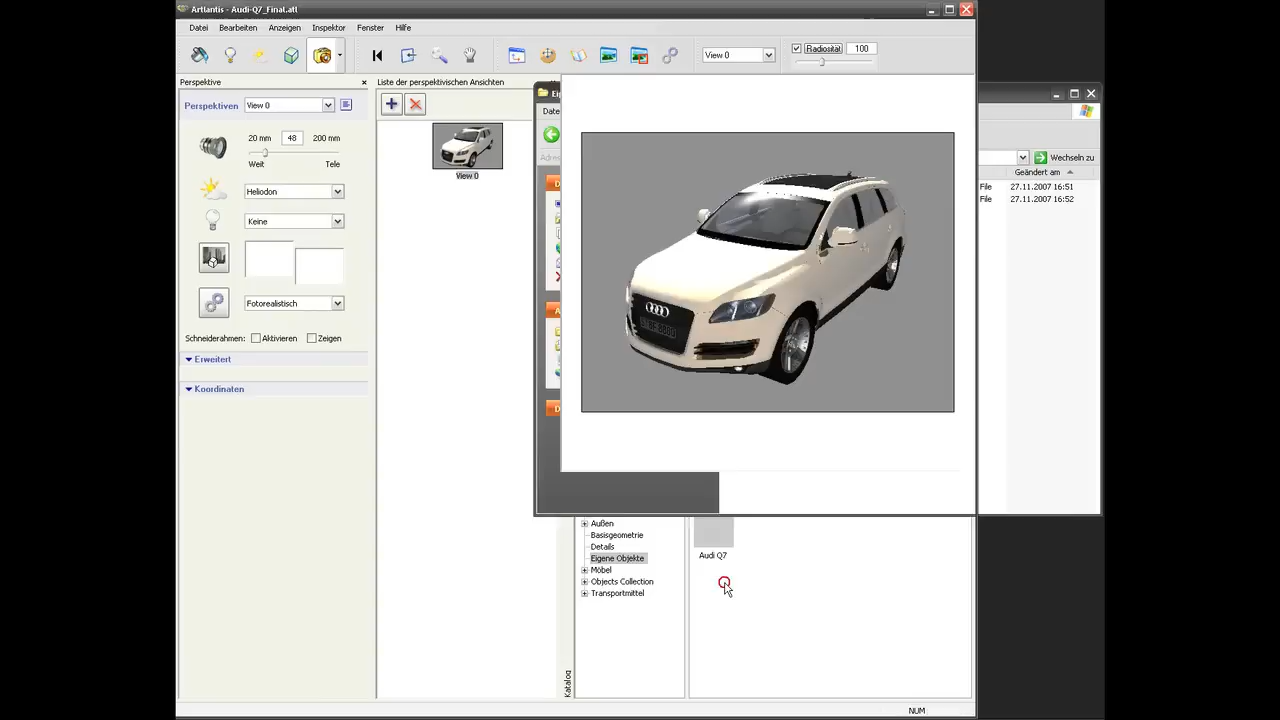 Artlantis - Audi-Q7_Final.atl
Datei Bearbeiten Anzeigen Inspektor Fenster Hilfe
View 0 Radiosität 100
Perspektive
Perspektiven View 0
20 mm 48 200 mm
Weit Tele
Heliodon
Keine
Fotorealistisch
Schneiderahmen: Aktivieren Zeigen
Erweitert
Koordinaten
Liste der perspektivischen Ansichten
View 0
Wechseln zu
Geändert am
File 27.11.2007 16:51
File 27.11.2007 16:52
Außen
Basisgeometrie
Details
Eigene Objekte
Möbel
Objects Collection
Transportmittel
Audi Q7
Katalog
NUM